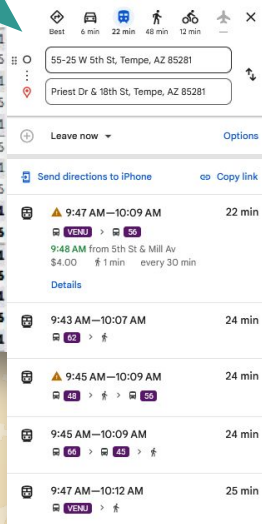 Best
6 min
22 min
48 min
12 min
—
55-25 W 5th St, Tempe, AZ 85281
Priest Dr & 18th St, Tempe, AZ 85281
Leave now
Options
Send directions to iPhone
Copy link
9:47 AM—10:09 AM 22 min
VENU > 56
9:48 AM from 5th St & Mill Av
$4.00 1 min every 30 min
Details
9:43 AM—10:07 AM 24 min
62 >
9:45 AM—10:09 AM 24 min
48 > > 56
9:45 AM—10:09 AM 24 min
66 > 45 >
9:47 AM—10:12 AM 25 min
VENU >